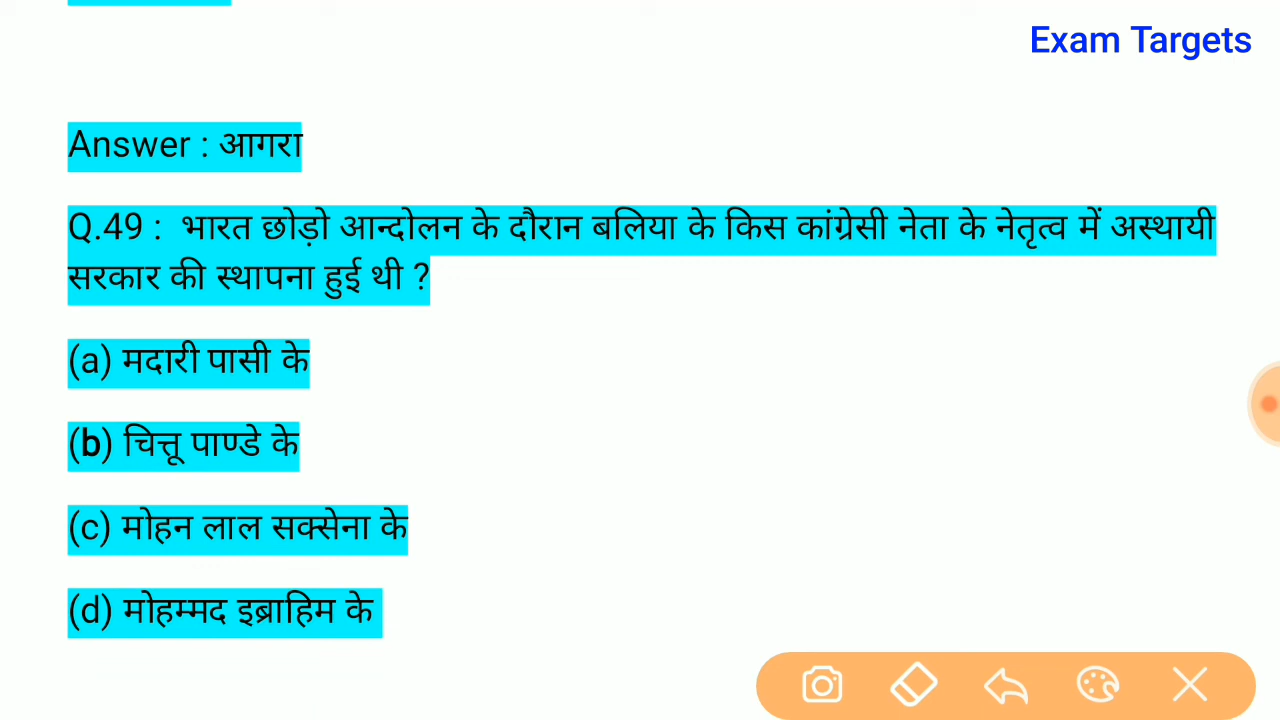 Exam Targets
Answer : आगरा
Q.49 : भारत छोड़ो आन्दोलन के दौरान बलिया के किस कांग्रेसी नेता के नेतृत्व में अस्थायी
सरकार की स्थापना हुई थी ?
(a) मदारी पासी के
(b) चित्तू पाण्डे के
(c) मोहन लाल सक्सेना के
(d) मोहम्मद इब्राहिम के